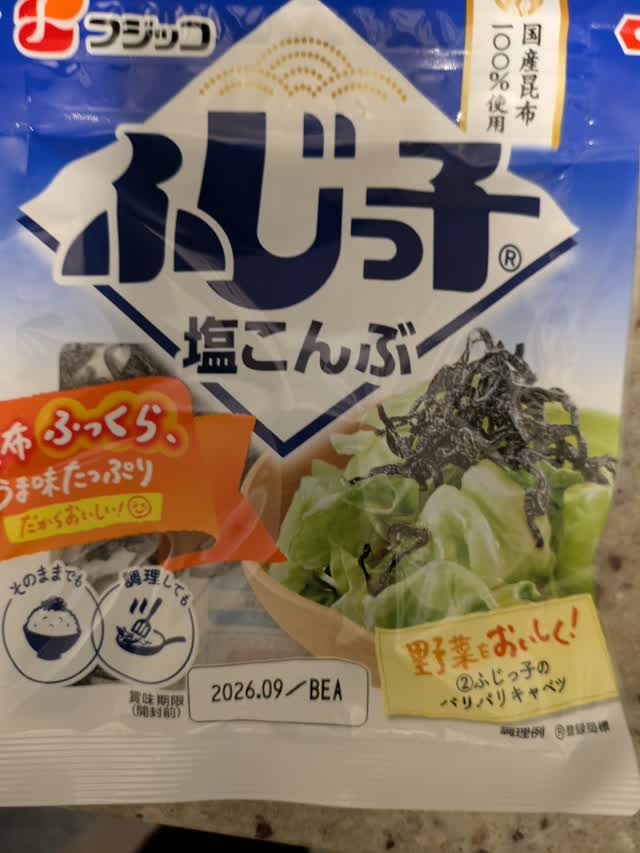 フジッコ
国産昆布
一〇〇%使用
ふじっ子®
塩こんぶ
布ふっくら、
うま味たっぷり
だからおいしい!
そのままでも
調理しても
賞味期限
(開封前)
2026.09/BEA
野菜をおいしく!
②ふじっ子の
パリパリキャベツ
調理例 ®登録商標